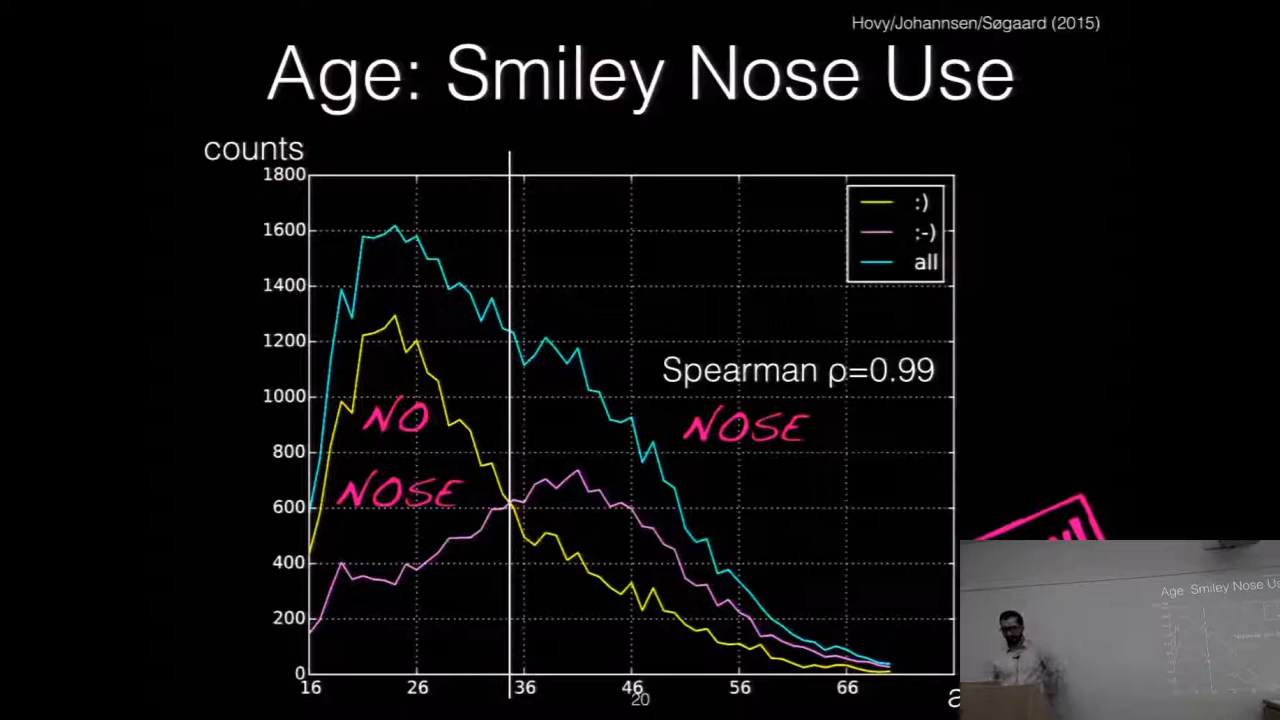 Hovy/Johannsen/Søgaard (2015)
Age: Smiley Nose Use
counts
1800
1600
1400
1200
1000
800
600
400
200
0
:)
:-)
all
Spearman ρ=0.99
NO
NOSE
NOSE
16
26
36
46
56
66
20
Age Smiley Nose